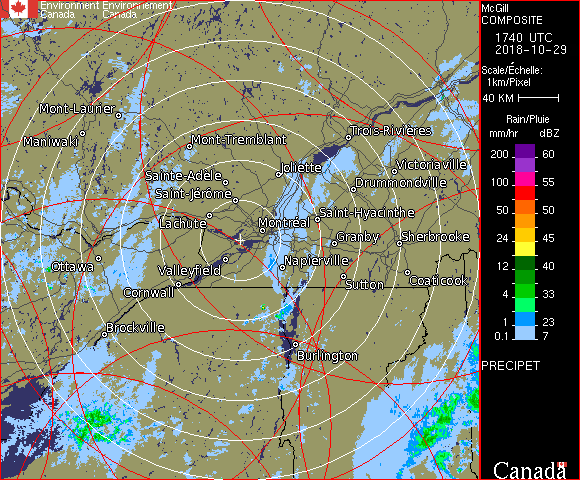 Environment Environnement
Canada Canada
Mont-Laurier
Maniwaki
Mont-Tremblant
Trois-Rivières
Joliette
Victoriaville
Sainte-Adèle
Drummondville
Saint-Jérôme
Lachute
Saint-Hyacinthe
Montréal
Granby
Sherbrooke
Ottawa
Valleyfield
Napierville
Cornwall
Sutton
Coaticook
Brockville
Burlington
McGill
COMPOSITE
1740 UTC
2018-10-29
Scale/Échelle:
1km/Pixel
40 KM
Rain/Pluie
mm/hr dBZ
200 60
100 55
50 50
24 45
12 40
4 33
1 23
0.1 7
PRECIPET
Canada